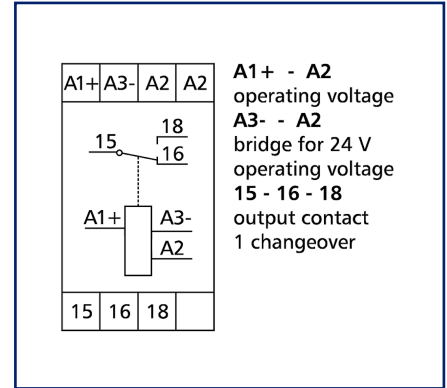 A1+ A3- A2 A2
18
15
16
A1+ A3-
A2
15 16 18
A1+ - A2
operating voltage
A3- - A2
bridge for 24 V
operating voltage
15 - 16 - 18
output contact
1 changeover